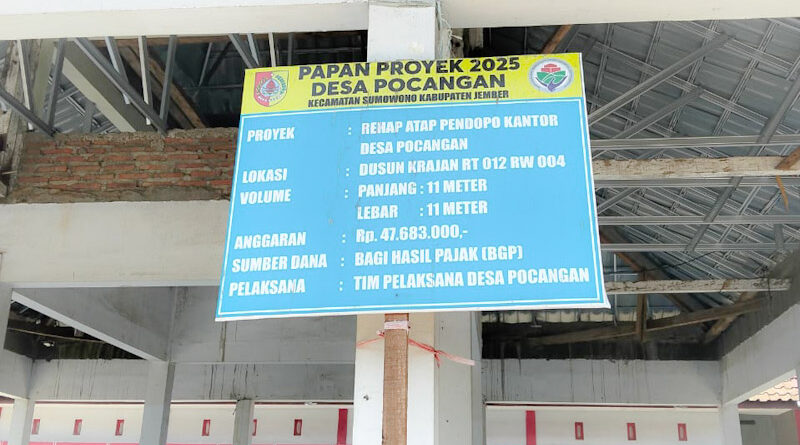 PAPAN PROYEK 2025
DESA POCANGAN
KECAMATAN SUMOWONO KABUPATEN JEMBER
PROYEK : REHAP ATAP PENDOPO KANTOR
DESA POCANGAN
LOKASI : DUSUN KRAJAN RT 012 RW 004
VOLUME : PANJANG : 11 METER
LEBAR : 11 METER
ANGGARAN : Rp. 47.683.000,-
SUMBER DANA : BAGI HASIL PAJAK (BGP)
PELAKSANA : TIM PELAKSANA DESA POCANGAN